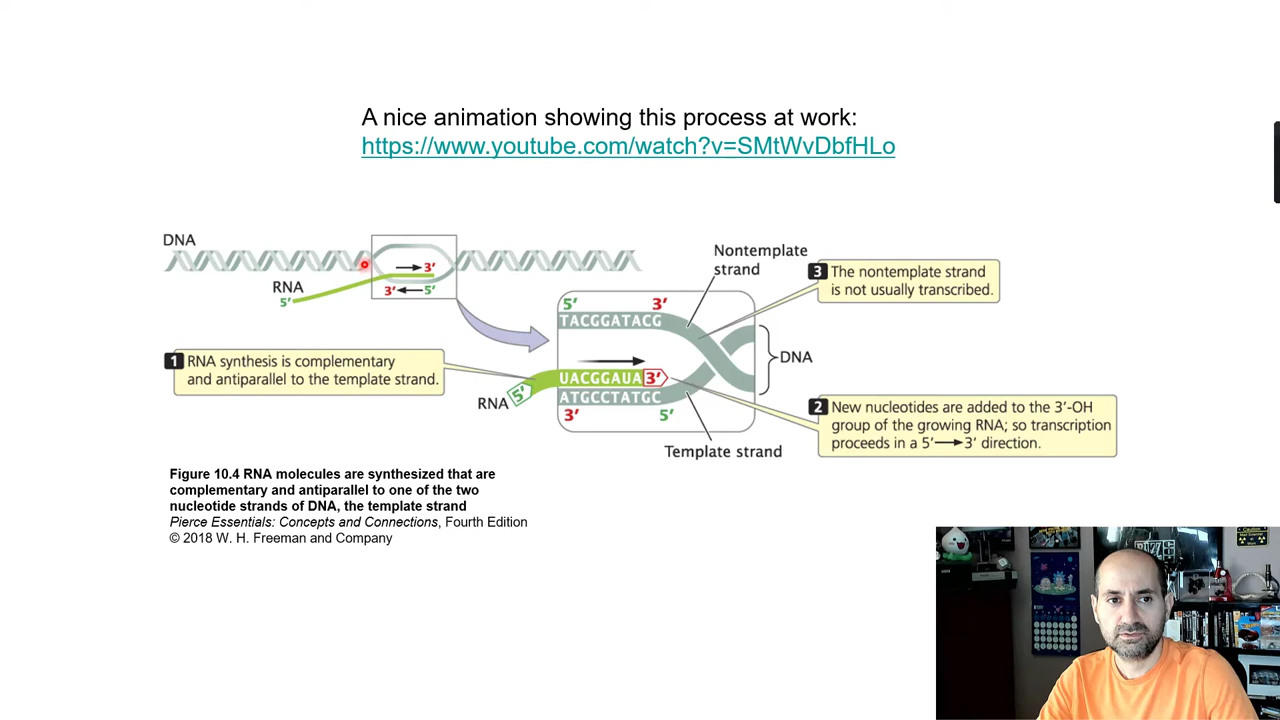 A nice animation showing this process at work:
https://www.youtube.com/watch?v=SMtWvDbfHLo
DNA
3′
3′ 5′
RNA
5′
Nontemplate
strand
3 The nontemplate strand
is not usually transcribed.
5′ 3′
TACGGATACG
DNA
1 RNA synthesis is complementary
and antiparallel to the template strand.
UACGGAUA 3′
5′
RNA
ATGCCTATGC
3′ 5′
2 New nucleotides are added to the 3′-OH
group of the growing RNA; so transcription
proceeds in a 5′ → 3′ direction.
Template strand
Figure 10.4 RNA molecules are synthesized that are
complementary and antiparallel to one of the two
nucleotide strands of DNA, the template strand
Pierce Essentials: Concepts and Connections, Fourth Edition
© 2018 W. H. Freeman and Company